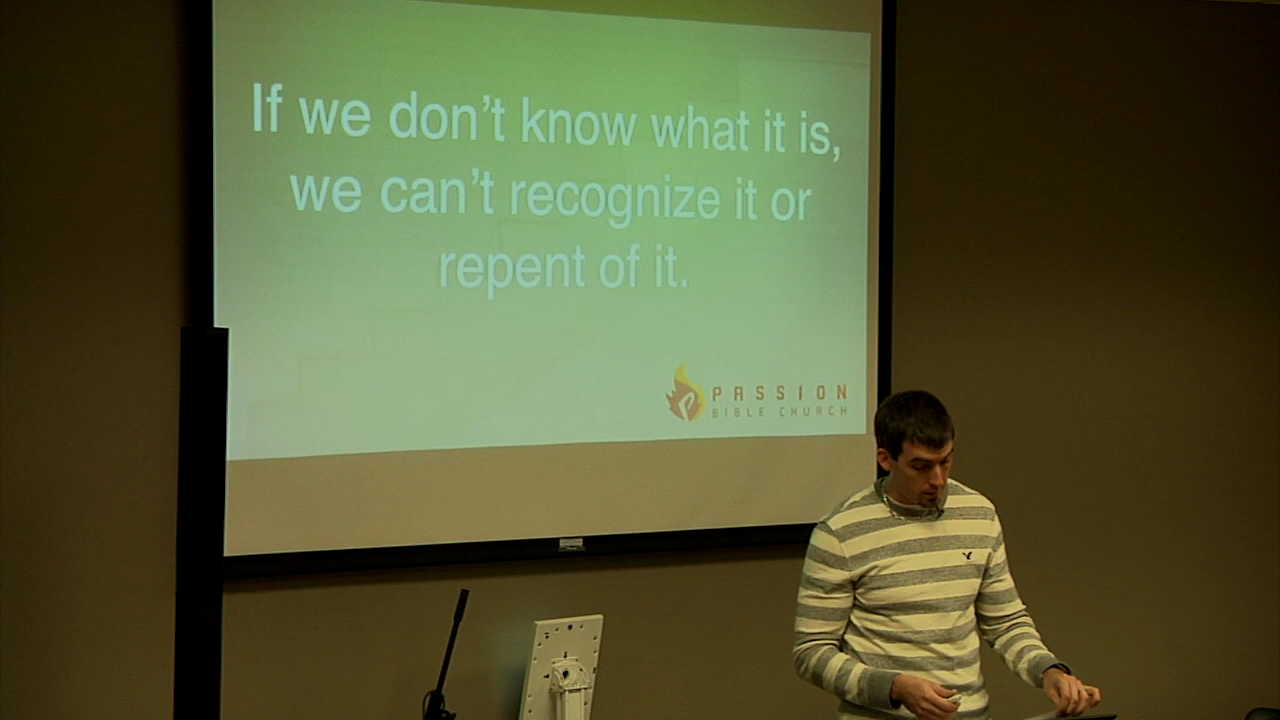 If we don't know what it is,
we can't recognize it or
repent of it.
PASSION
BIBLE CHURCH